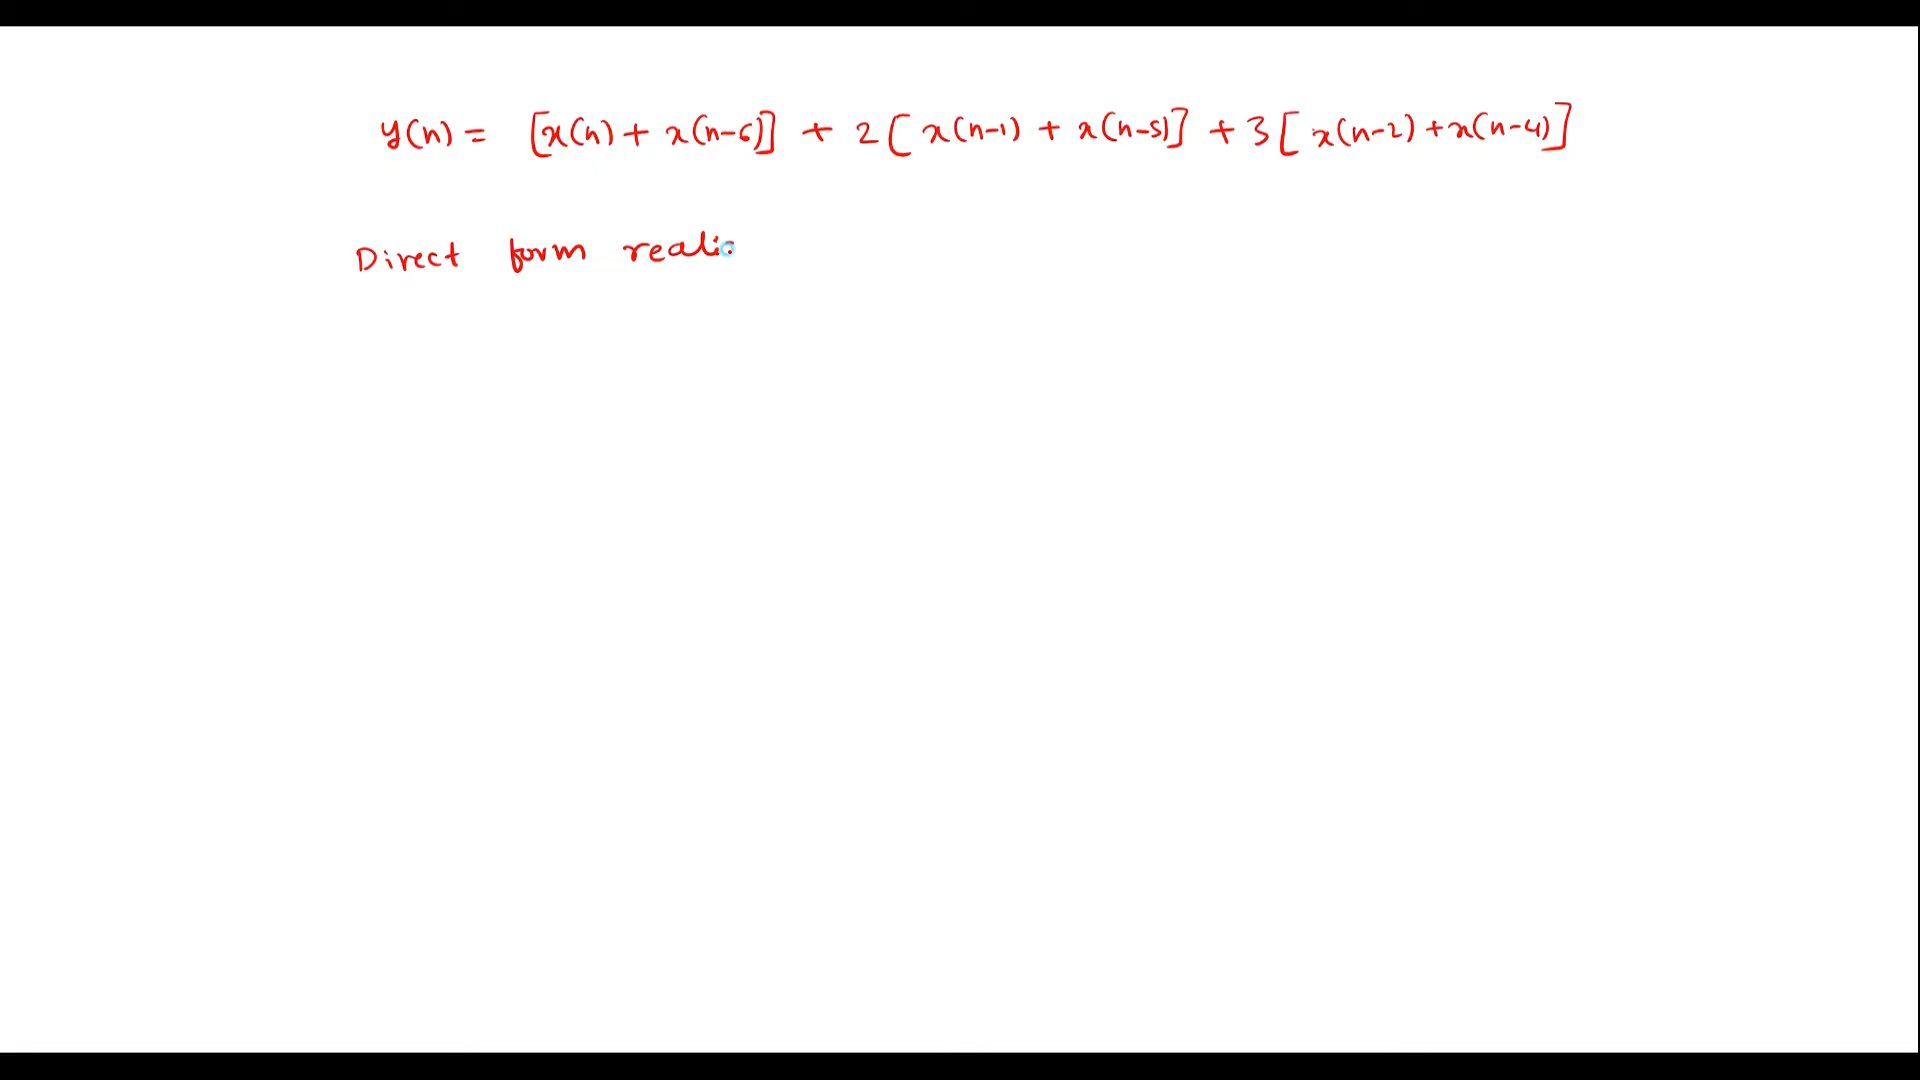 y(n) = [x(n) + x(n-6)] + 2[x(n-1) + x(n-5)] + 3[x(n-2) + x(n-4)]
Direct form reali